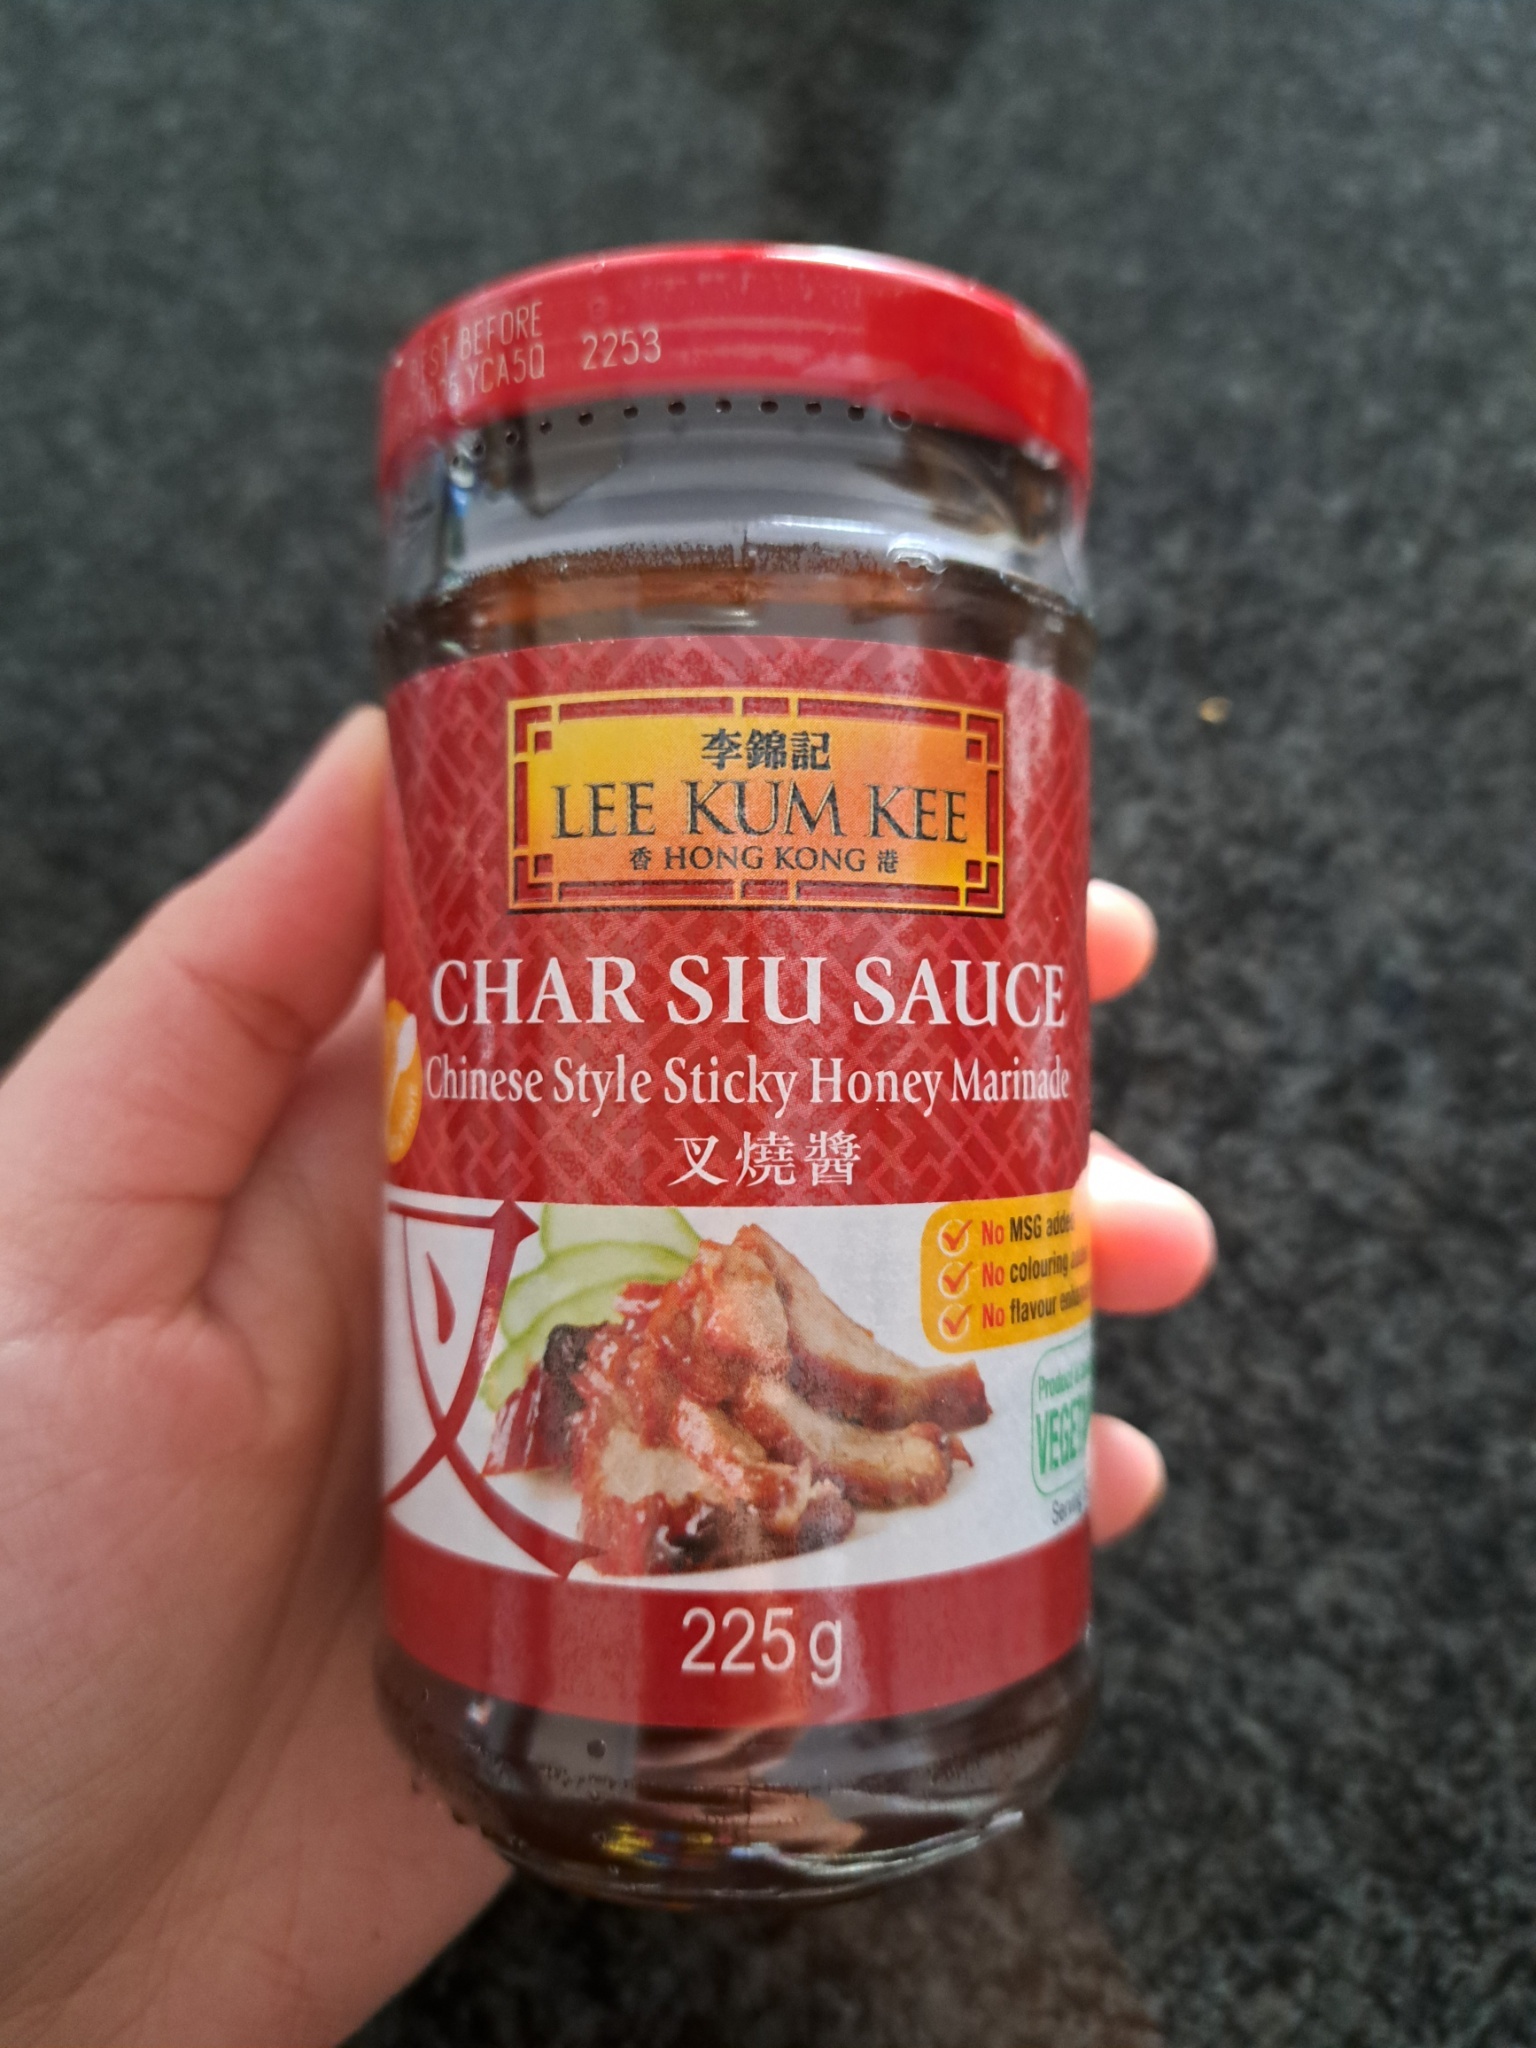 BEST BEFORE
YCA5Q 2253
李錦記
LEE KUM KEE
香 HONG KONG 港
CHAR SIU SAUCE
Chinese Style Sticky Honey Marinade
叉燒醬
叉
No MSG added
No colouring
No flavour
225g